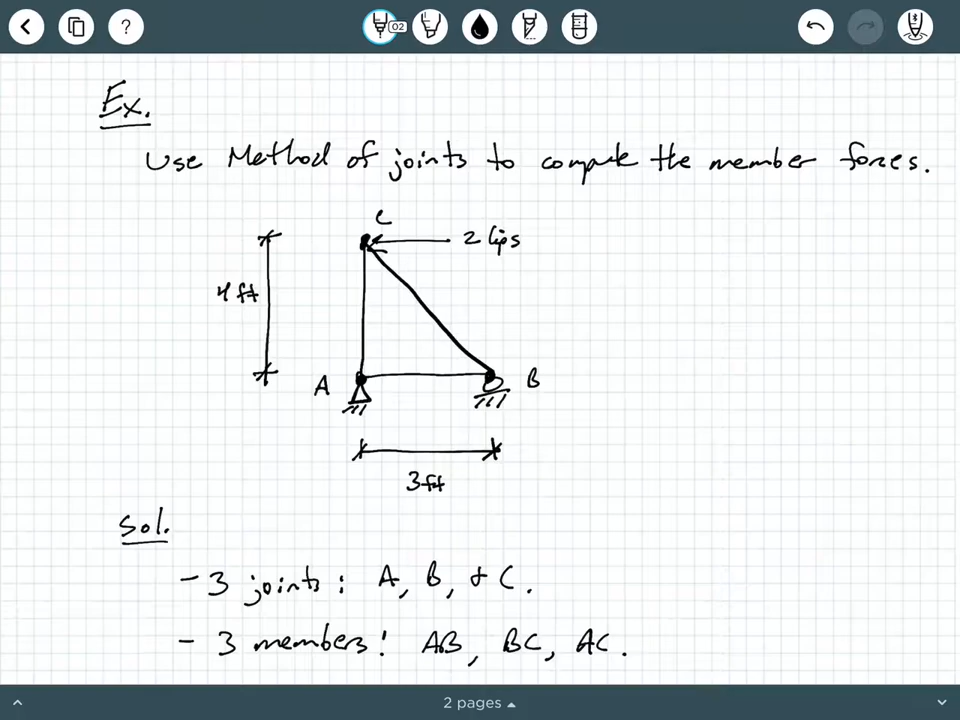 ?
02
Ex.
Use Method of joints to compute the member forces.
C
2 kips
4 ft
A
B
3 ft
Sol.
- 3 joints: A, B, & C.
- 3 members: AB, BC, AC.
2 pages